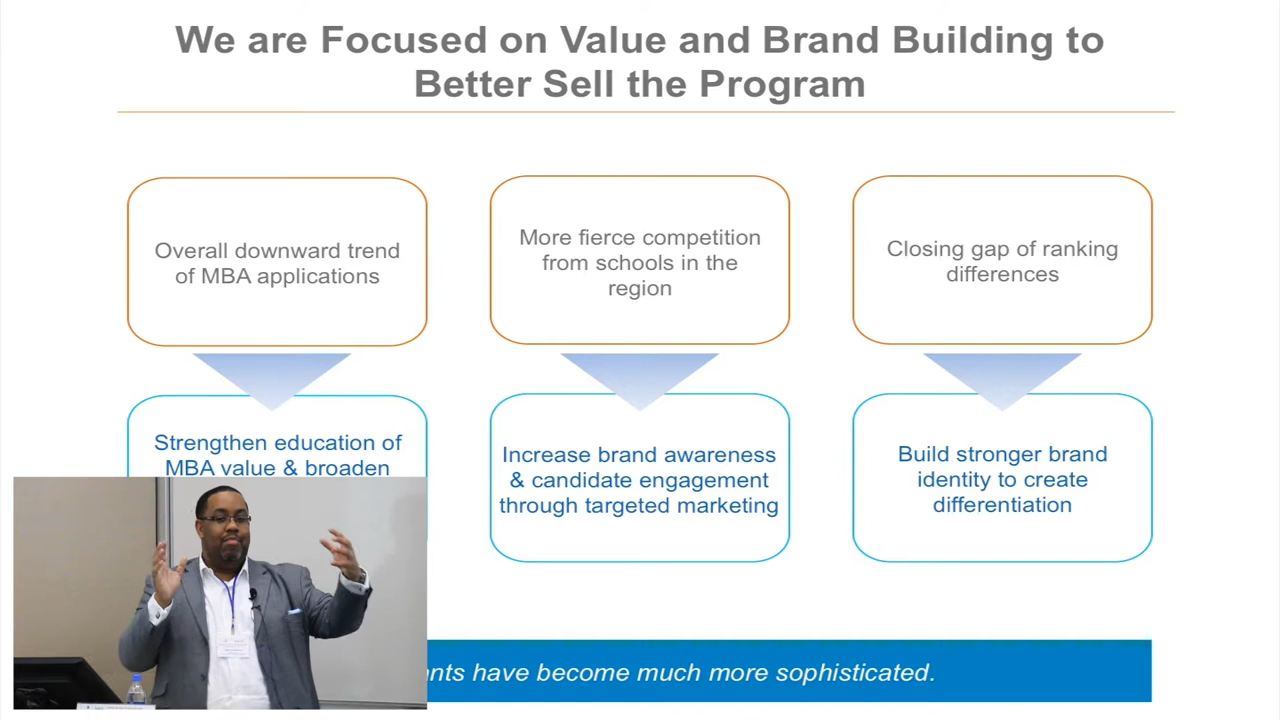 We are Focused on Value and Brand Building to
Better Sell the Program
Overall downward trend
of MBA applications
More fierce competition
from schools in the
region
Closing gap of ranking
differences
Strengthen education of
MBA value & broaden
Increase brand awareness
& candidate engagement
through targeted marketing
Build stronger brand
identity to create
differentiation
have become much more sophisticated.